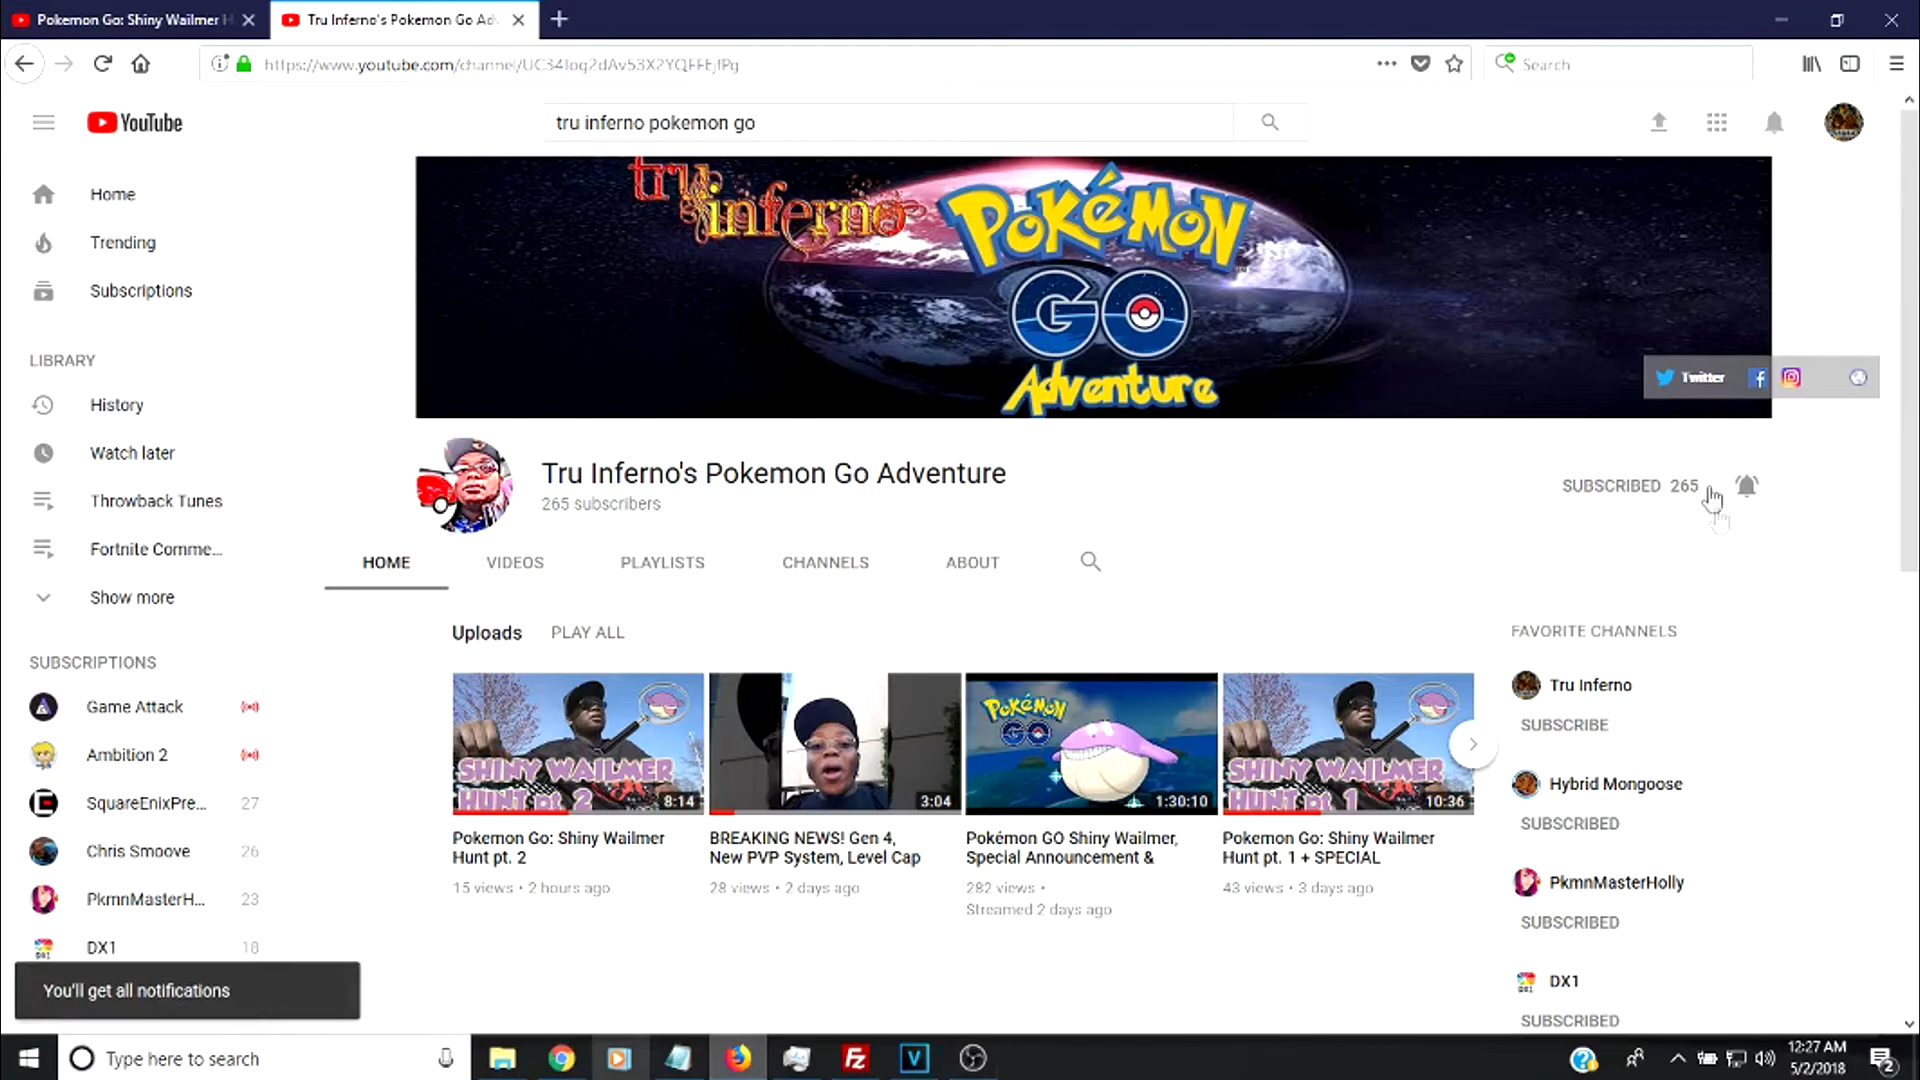 Pokemon Go: Shiny Wailmer H
Tru Inferno's Pokemon Go Ad
https://www.youtube.com/channel/
Search
YouTube
tru inferno pokemon go
Home
Trending
Subscriptions
LIBRARY
History
Watch later
Throwback Tunes
Fortnite Comme...
Show more
SUBSCRIPTIONS
Game Attack
Ambition 2
SquareEnixPre... 27
Chris Smoove 26
PkmnMasterH... 23
DX1 18
You'll get all notifications
tru inferno
POKéMON
GO
Adventure
Twitter
Tru Inferno's Pokemon Go Adventure
265 subscribers
SUBSCRIBED 265
HOME VIDEOS PLAYLISTS CHANNELS ABOUT
Uploads PLAY ALL
SHINY WAILMER
HUNT pt 2
8:14
Pokemon Go: Shiny Wailmer
Hunt pt. 2
15 views • 2 hours ago
3:04
BREAKING NEWS! Gen 4,
New PVP System, Level Cap
28 views • 2 days ago
POKéMON
GO
1:30:10
Pokémon GO Shiny Wailmer,
Special Announcement &
282 views •
Streamed 2 days ago
SHINY WAILMER
HUNT pt 1
10:36
Pokemon Go: Shiny Wailmer
Hunt pt. 1 + SPECIAL
43 views • 3 days ago
FAVORITE CHANNELS
Tru Inferno
SUBSCRIBE
Hybrid Mongoose
SUBSCRIBED
PkmnMasterHolly
SUBSCRIBED
DX1
SUBSCRIBED
Type here to search
12:27 AM
5/2/2018
2